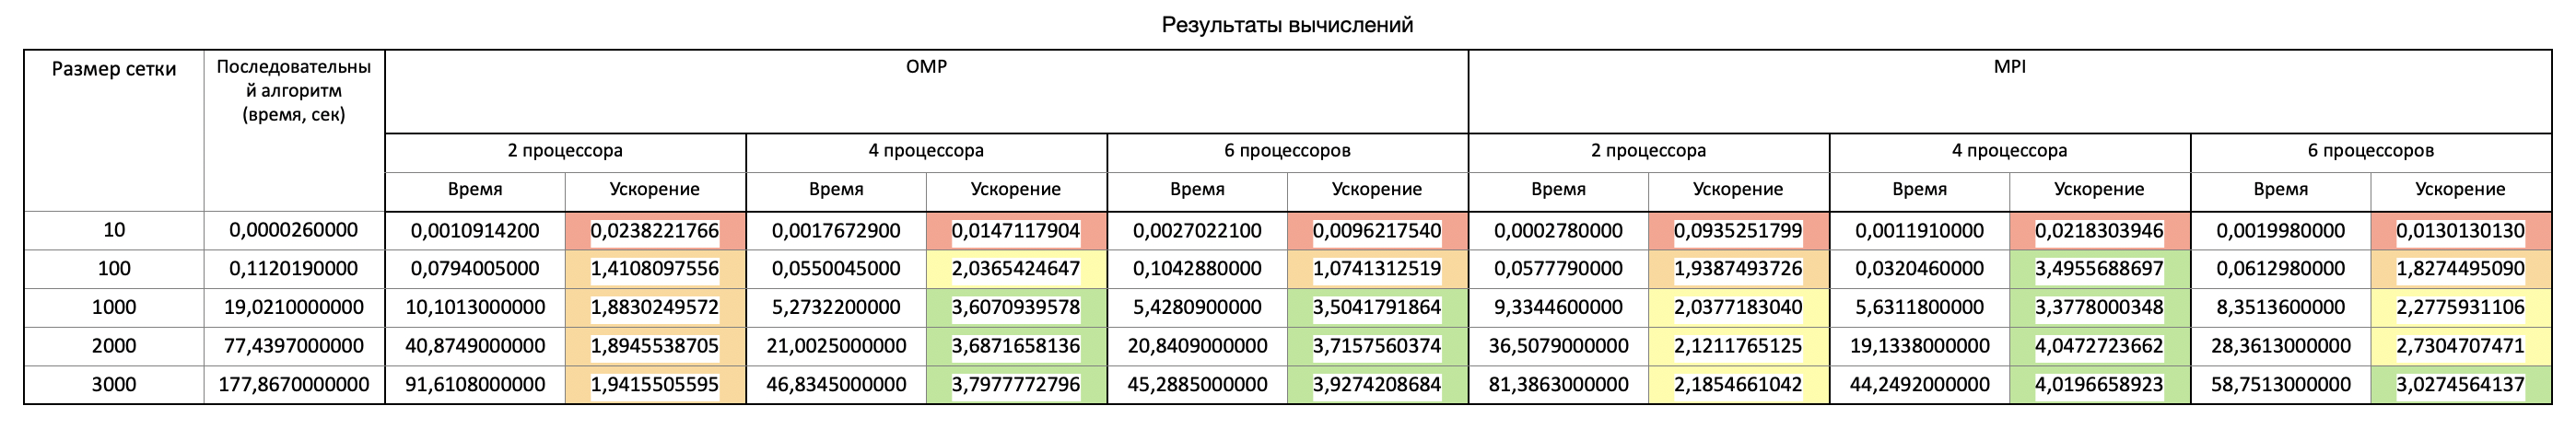 Результаты вычислений
Размер сетки
Последовательны
й алгоритм
(время, сек)
OMP
MPI
2 процессора 4 процессора 6 процессоров 2 процессора 4 процессора 6 процессоров
Время Ускорение Время Ускорение Время Ускорение Время Ускорение Время Ускорение Время Ускорение
10 0,0000260000 0,0010914200 0,0238221766 0,0017672900 0,0147117904 0,0027022100 0,0096217540 0,0002780000 0,0935251799 0,0011910000 0,0218303946 0,0019980000 0,0130130130
100 0,1120190000 0,0794005000 1,4108097556 0,0550045000 2,0365424647 0,1042880000 1,0741312519 0,0577790000 1,9387493726 0,0320460000 3,4955688697 0,0612980000 1,8274495090
1000 19,0210000000 10,1013000000 1,8830249572 5,2732200000 3,6070939578 5,4280900000 3,5041791864 9,3344600000 2,0377183040 5,6311800000 3,3778000348 8,3513600000 2,2775931106
2000 77,4397000000 40,8749000000 1,8945538705 21,0025000000 3,6871658136 20,8409000000 3,7157560374 36,5079000000 2,1211765125 19,1338000000 4,0472723662 28,3613000000 2,7304707471
3000 177,8670000000 91,6108000000 1,9415505595 46,8345000000 3,7977772796 45,2885000000 3,9274208684 81,3863000000 2,1854661042 44,2492000000 4,0196658923 58,7513000000 3,0274564137